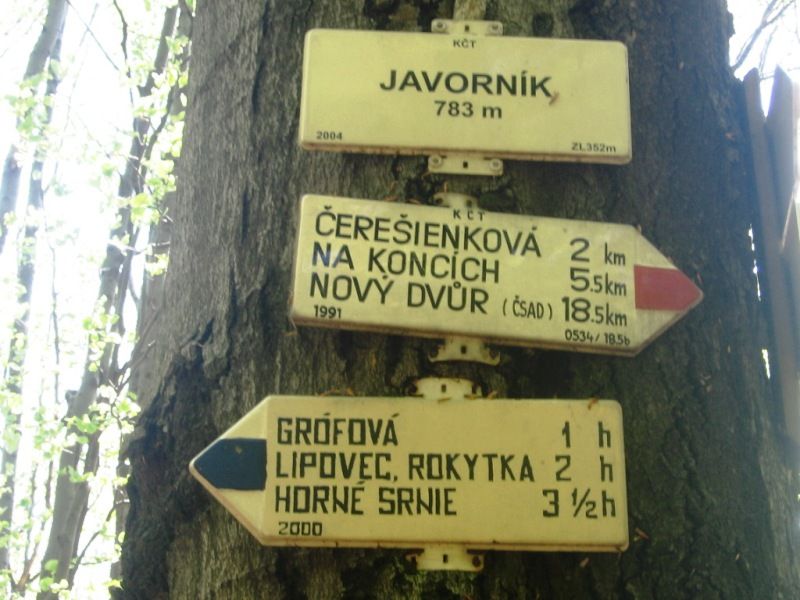 KČT
JAVORNÍK
783 m
2004 ZL352m
KČT
ČEREŠIENKOVÁ 2 km
NA KONCÍCH 5.5km
NOVÝ DVŮR (ČSAD) 18.5km
1991 0534/18.5b
GRÓFOVÁ 1 h
LIPOVEC, ROKYTKA 2 h
HORNÉ SRNIE 3 ½ h
2000